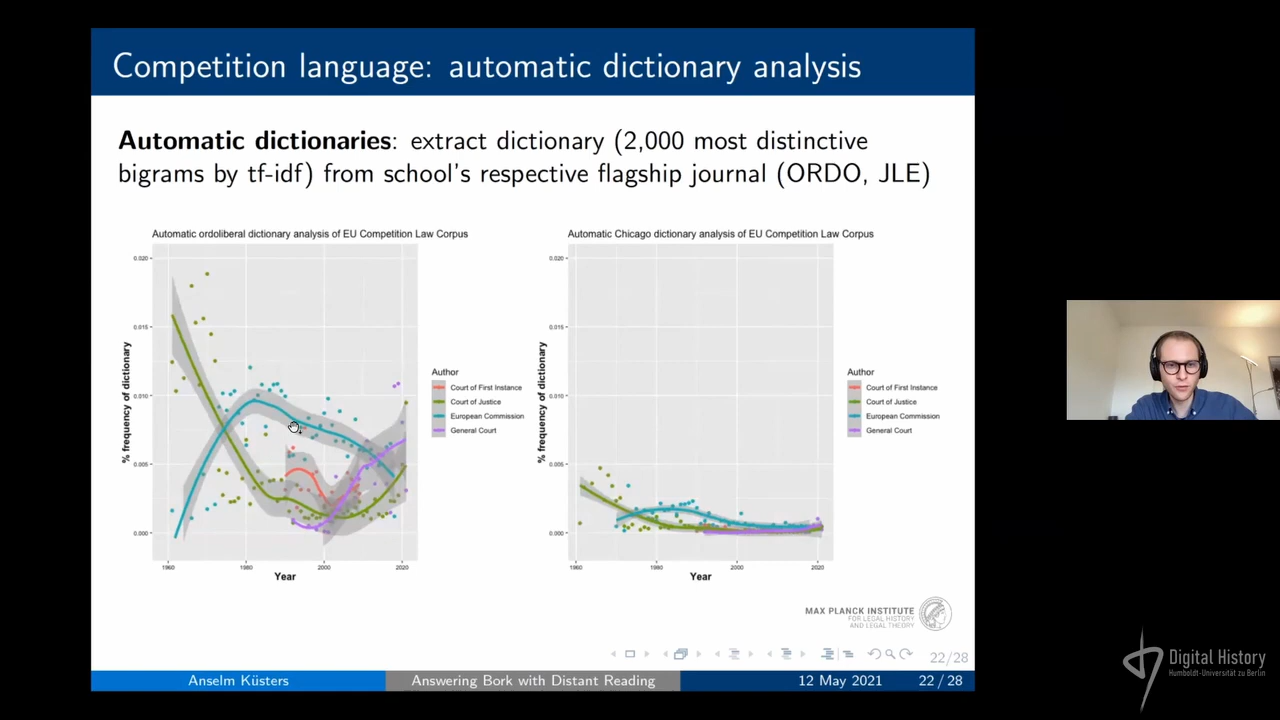 Competition language: automatic dictionary analysis
Automatic dictionaries: extract dictionary (2,000 most distinctive
bigrams by tf-idf) from school's respective flagship journal (ORDO, JLE)
Automatic ordoliberal dictionary analysis of EU Competition Law Corpus
% frequency of dictionary
0.020
0.015
0.010
0.005
0.000
1960
1980
2000
2020
Year
Author
Court of First Instance
Court of Justice
European Commission
General Court
Automatic Chicago dictionary analysis of EU Competition Law Corpus
% frequency of dictionary
0.020
0.015
0.010
0.005
0.000
1960
1980
2000
2020
Year
Author
Court of First Instance
Court of Justice
European Commission
General Court
MAX PLANCK INSTITUTE
FOR LEGAL HISTORY
AND LEGAL THEORY
22/28
Anselm Küsters
Answering Bork with Distant Reading
12 May 2021
22 / 28
Digital History
Humboldt-Universität zu Berlin